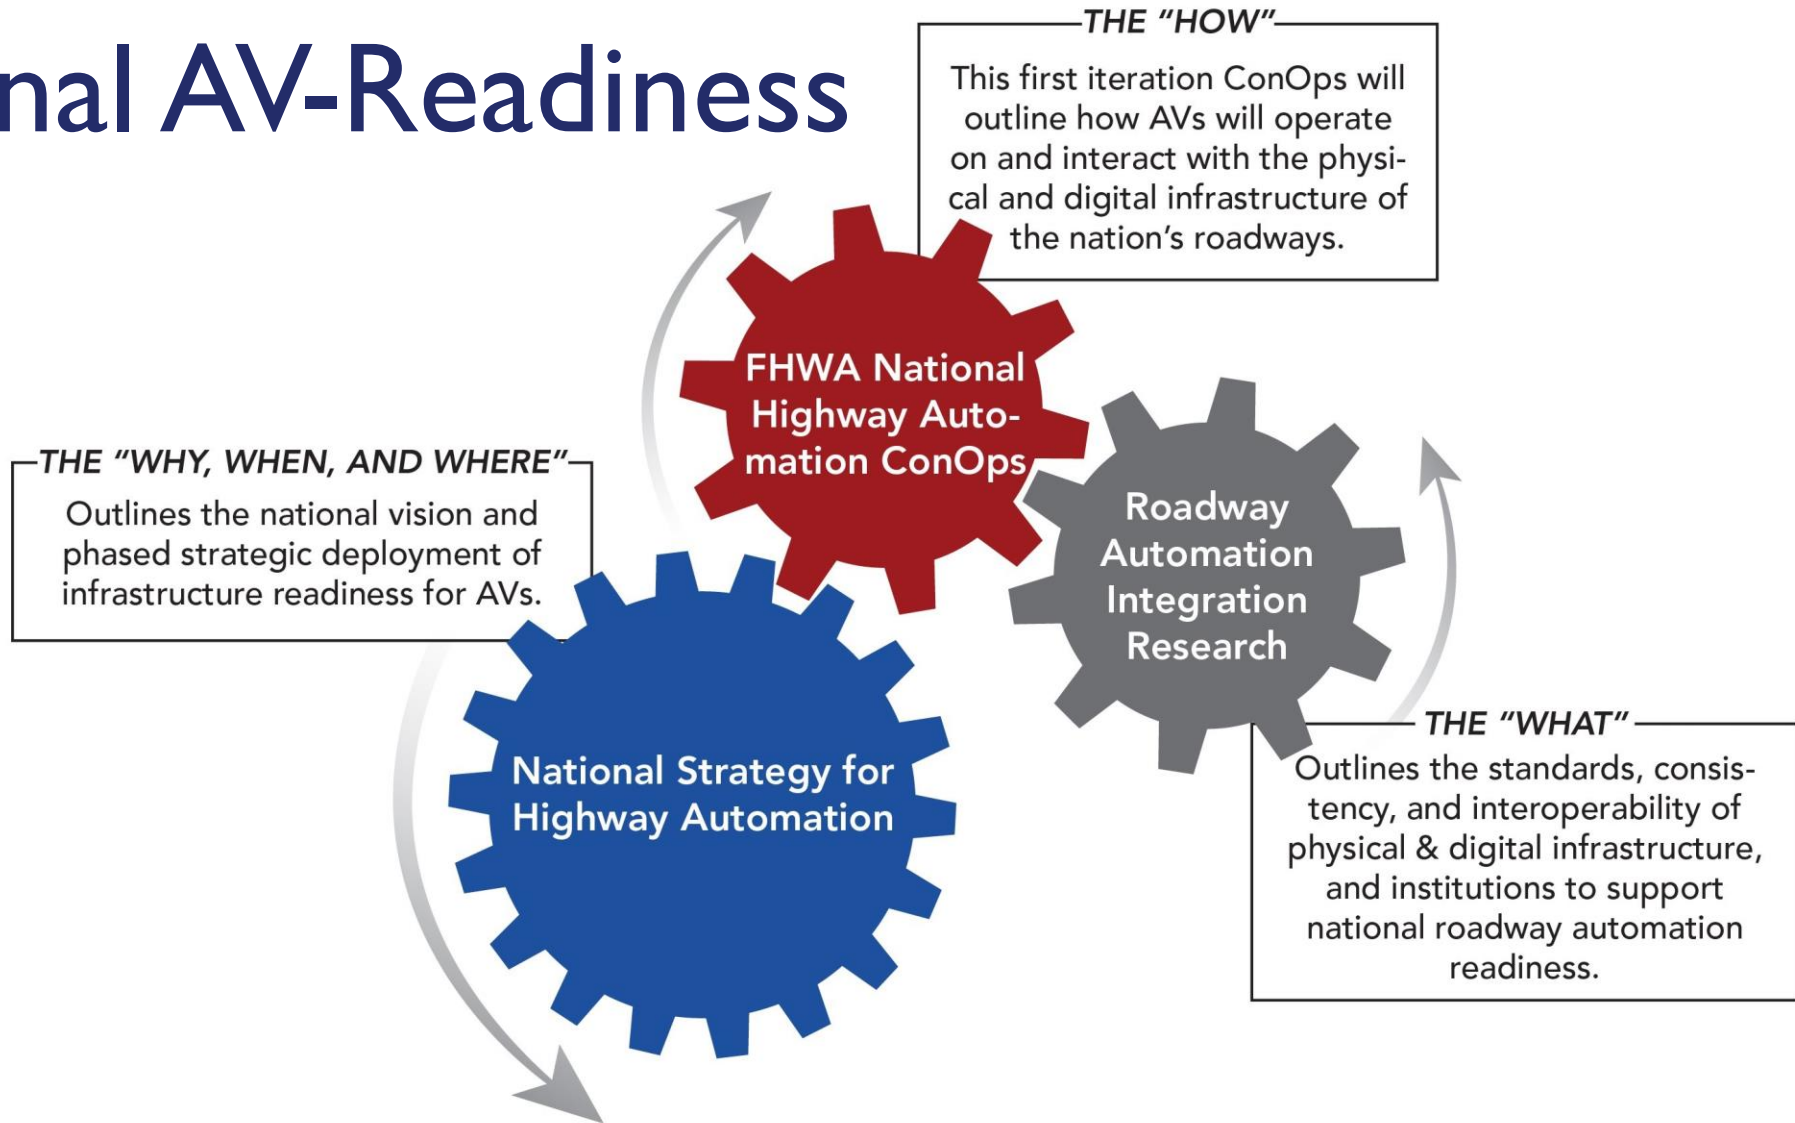 nal AV-Readiness
THE “HOW”
This first iteration ConOps will
outline how AVs will operate
on and interact with the physi-
cal and digital infrastructure of
the nation’s roadways.
FHWA National
Highway Auto-
mation ConOps
THE “WHY, WHEN, AND WHERE”
Outlines the national vision and
phased strategic deployment of
infrastructure readiness for AVs.
Roadway
Automation
Integration
Research
National Strategy for
Highway Automation
THE “WHAT”
Outlines the standards, consis-
tency, and interoperability of
physical & digital infrastructure,
and institutions to support
national roadway automation
readiness.